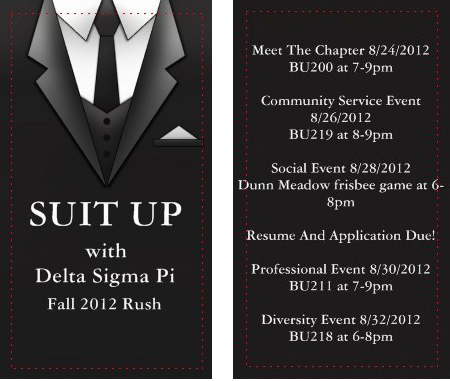 SUIT UP
with
Delta Sigma Pi
Fall 2012 Rush
Meet The Chapter 8/24/2012
BU200 at 7-9pm
Community Service Event
8/26/2012
BU219 at 8-9pm
Social Event 8/28/2012
Dunn Meadow frisbee game at 6-
8pm
Resume And Application Due!
Professional Event 8/30/2012
BU211 at 7-9pm
Diversity Event 8/32/2012
BU218 at 6-8pm